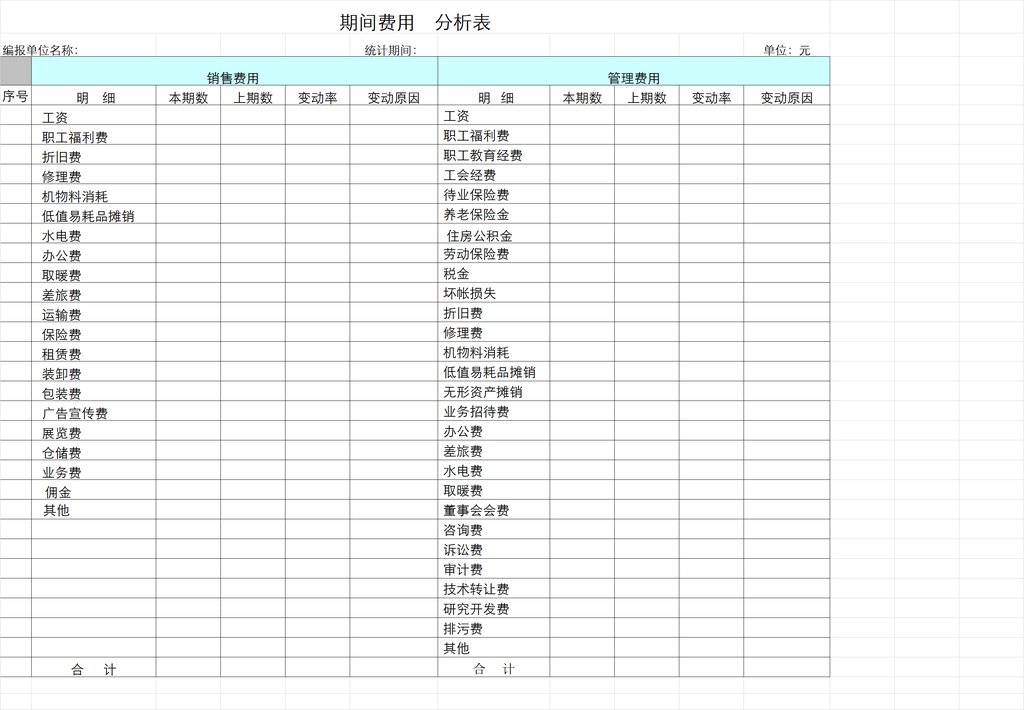 期间费用 分析表
编报单位名称: 统计期间: 单位: 元
销售费用 管理费用
序号 明 细 本期数 上期数 变动率 变动原因 明 细 本期数 上期数 变动率 变动原因
工资 工资
职工福利费 职工福利费
折旧费 职工教育经费
修理费 工会经费
机物料消耗 待业保险费
低值易耗品摊销 养老保险金
水电费 住房公积金
办公费 劳动保险费
取暖费 税金
差旅费 坏帐损失
运输费 折旧费
保险费 修理费
租赁费 机物料消耗
装卸费 低值易耗品摊销
包装费 无形资产摊销
广告宣传费 业务招待费
展览费 办公费
仓储费 差旅费
业务费 水电费
佣金 取暖费
其他 董事会会费
咨询费
诉讼费
审计费
技术转让费
研究开发费
排污费
其他
合 计 合 计